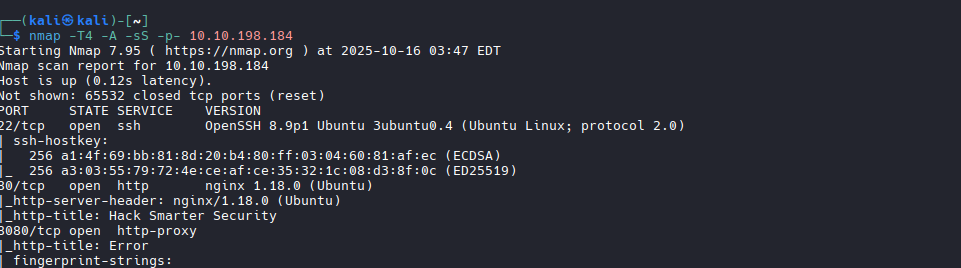 ┌──(kali㉿kali)-[~]
└─$ nmap -T4 -A -sS -p- 10.10.198.184
Starting Nmap 7.95 ( https://nmap.org ) at 2025-10-16 03:47 EDT
Nmap scan report for 10.10.198.184
Host is up (0.12s latency).
Not shown: 65532 closed tcp ports (reset)
PORT     STATE SERVICE    VERSION
22/tcp   open  ssh        OpenSSH 8.9p1 Ubuntu 3ubuntu0.4 (Ubuntu Linux; protocol 2.0)
| ssh-hostkey:
|   256 a1:4f:69:bb:81:8d:20:b4:80:ff:03:04:60:81:af:ec (ECDSA)
|_  256 a3:03:55:79:72:4e:ce:af:ce:35:32:1c:08:d3:8f:0c (ED25519)
80/tcp   open  http       nginx 1.18.0 (Ubuntu)
|_http-server-header: nginx/1.18.0 (Ubuntu)
|_http-title: Hack Smarter Security
8080/tcp open  http-proxy
|_http-title: Error
| fingerprint-strings: